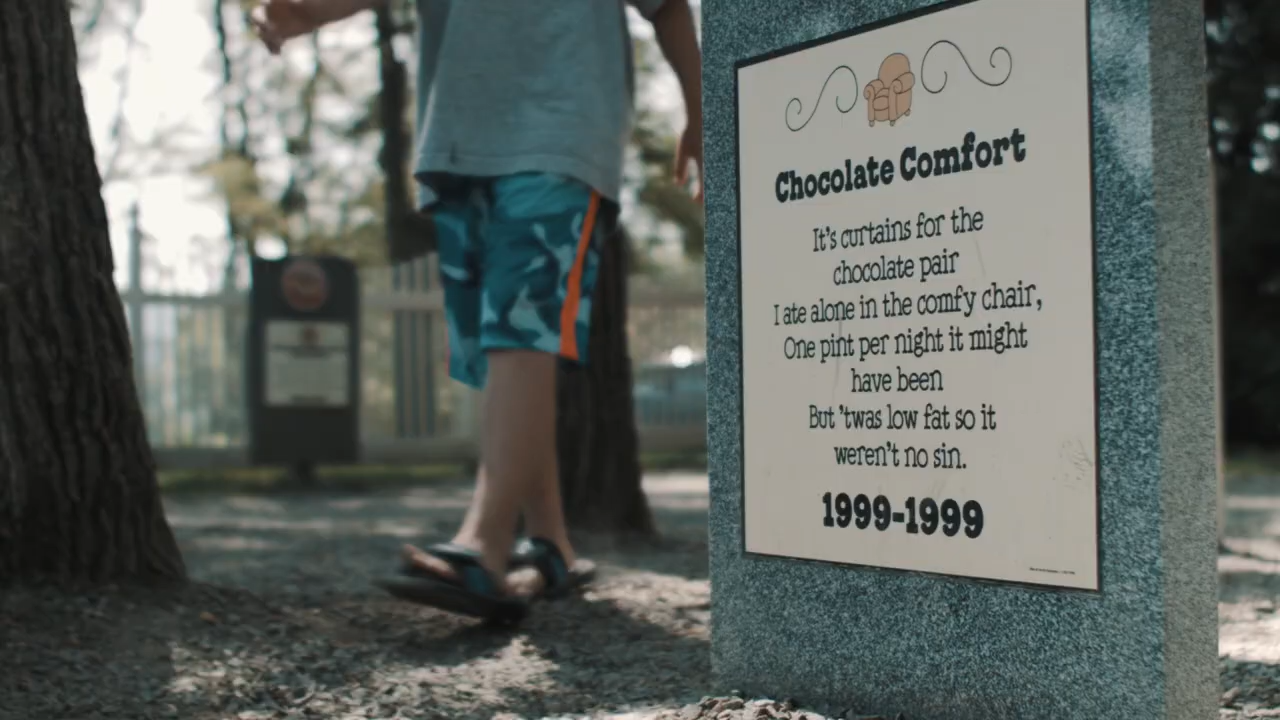 Chocolate Comfort
It's curtains for the
chocolate pair
I ate alone in the comfy chair,
One pint per night it might
have been
But 'twas low fat so it
weren't no sin.
1999-1999